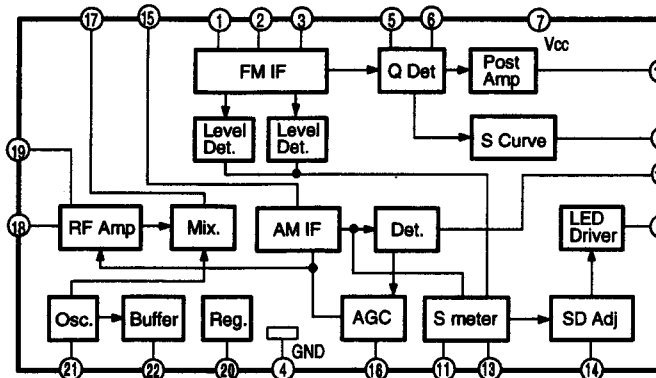 17 15 1 2 3 5 6 7
Vcc
FM IF
Q Det
Post
Amp
Level
Det.
Level
Det.
S Curve
19
18
RF Amp
Mix.
AM IF
Det.
LED
Driver
Osc.
Buffer
Reg.
GND
AGC
S meter
SD Adj
21 22 20 4 16 11 13 14